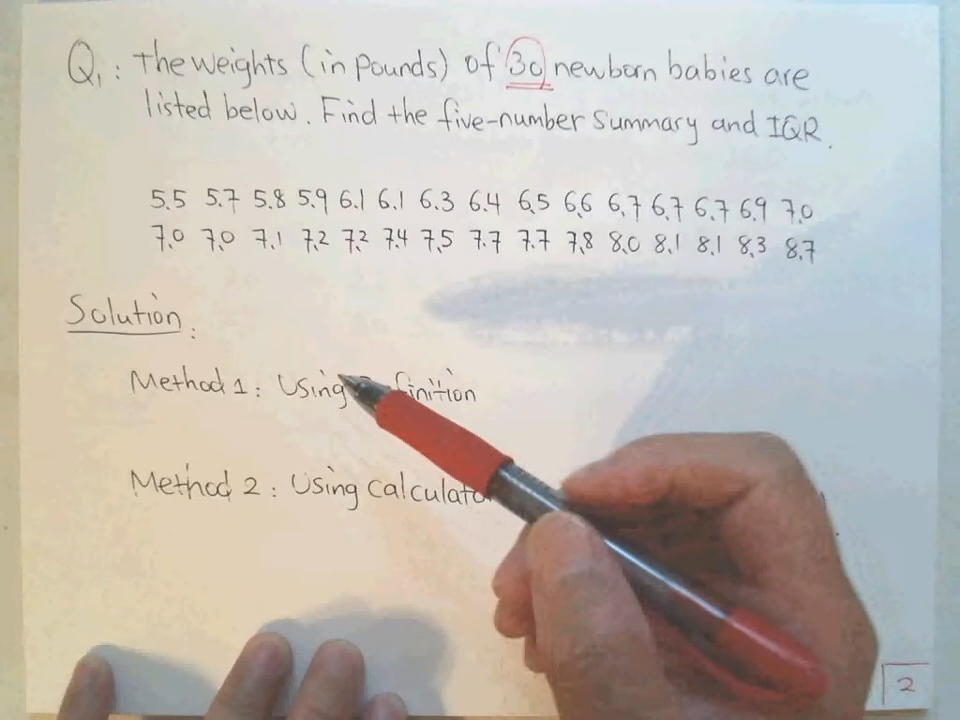 Q1: The weights (in pounds) of 30 newborn babies are
listed below. Find the five-number summary and IQR.
5.5 5.7 5.8 5.9 6.1 6.1 6.3 6.4 6.5 6.6 6.7 6.7 6.7 6.9 7.0
7.0 7.0 7.1 7.2 7.2 7.4 7.5 7.7 7.7 7.8 8.0 8.1 8.1 8.3 8.7
Solution:
Method 1: Using
Method 2: Using
2